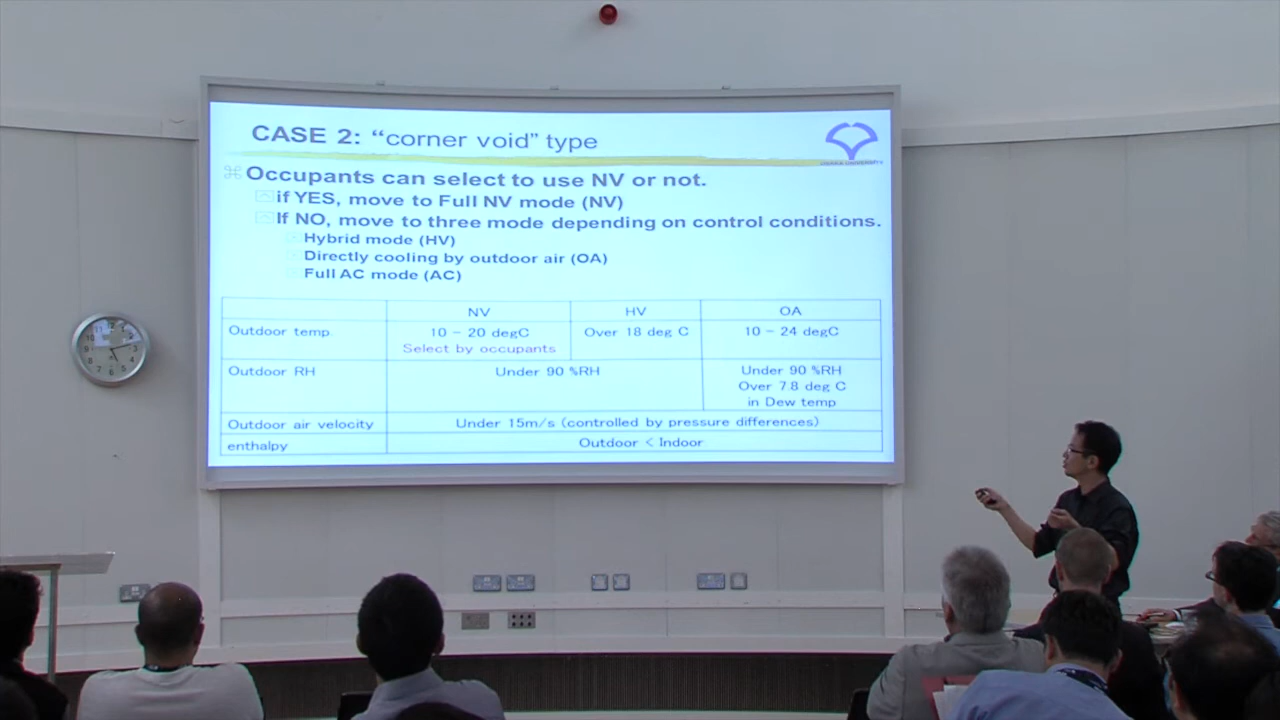 CASE 2: “corner void” type
OSAKA UNIVERSITY
Occupants can select to use NV or not.
if YES, move to Full NV mode (NV)
If NO, move to three mode depending on control conditions.
Hybrid mode (HV)
Directly cooling by outdoor air (OA)
Full AC mode (AC)
NV HV OA
Outdoor temp. 10 - 20 degC Over 18 deg C 10 - 24 degC
Select by occupants
Outdoor RH Under 90 %RH Under 90 %RH
Over 7.8 deg C
in Dew temp
Outdoor air velocity Under 15m/s (controlled by pressure differences)
enthalpy Outdoor < Indoor